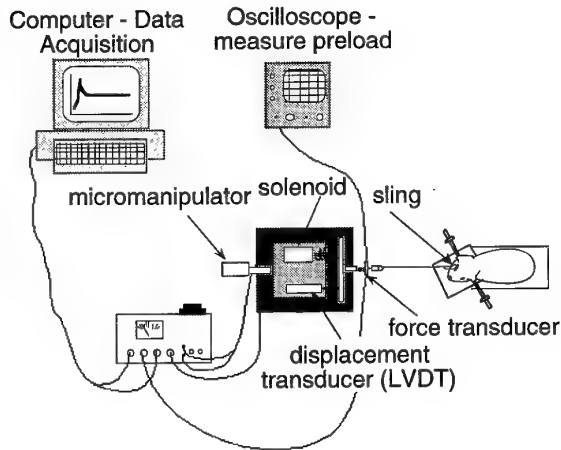 Computer - Data
Acquisition
Oscilloscope -
measure preload
micromanipulator
solenoid
sling
force transducer
displacement
transducer (LVDT)